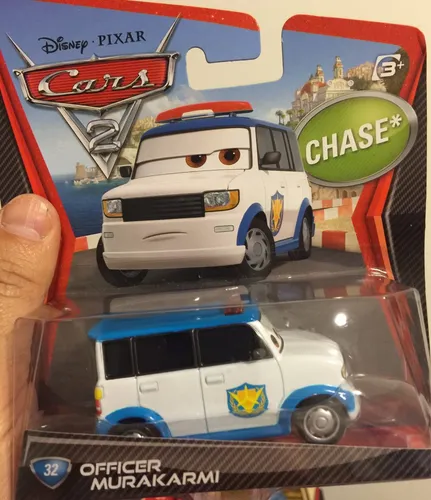 DISNEY · PIXAR
Cars
2
3+
CHASE*
32
OFFICER
MURAKARMI